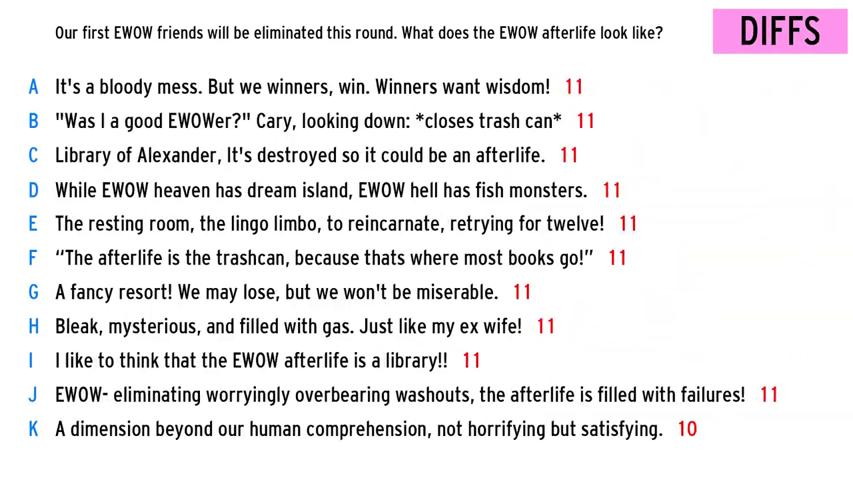 Our first EWOW friends will be eliminated this round. What does the EWOW afterlife look like?
DIFFS
A It's a bloody mess. But we winners, win. Winners want wisdom! 11
B "Was I a good EWOWer?" Cary, looking down: *closes trash can* 11
C Library of Alexander, It's destroyed so it could be an afterlife. 11
D While EWOW heaven has dream island, EWOW hell has fish monsters. 11
E The resting room, the lingo limbo, to reincarnate, retrying for twelve! 11
F “The afterlife is the trashcan, because thats where most books go!” 11
G A fancy resort! We may lose, but we won't be miserable. 11
H Bleak, mysterious, and filled with gas. Just like my ex wife! 11
I I like to think that the EWOW afterlife is a library!! 11
J EWOW- eliminating worryingly overbearing washouts, the afterlife is filled with failures! 11
K A dimension beyond our human comprehension, not horrifying but satisfying. 10